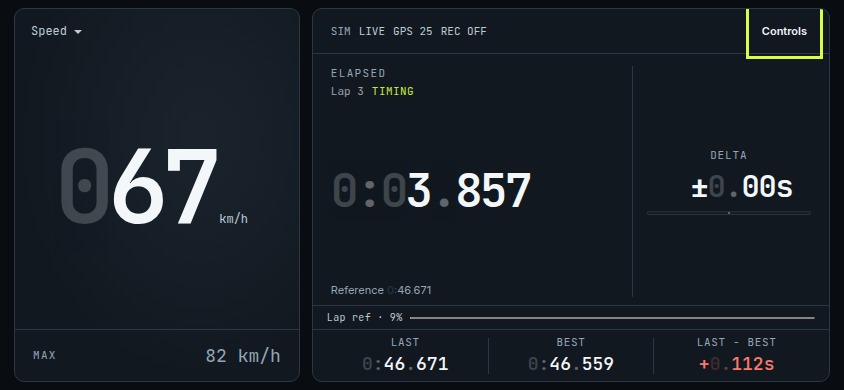 Speed
067 km/h
MAX 82 km/h
SIM LIVE GPS 25 REC OFF Controls
ELAPSED
Lap 3 TIMING
0:03.857
Reference 0:46.671
DELTA
±0.00s
Lap ref · 9%
LAST BEST LAST - BEST
0:46.671 0:46.559 +0.112s